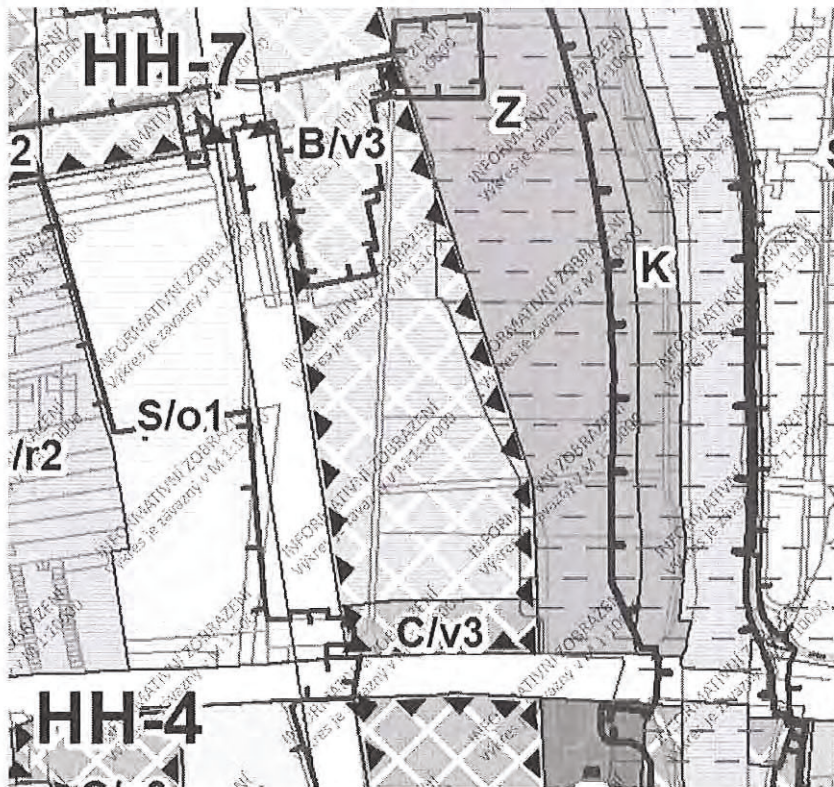 HH-7
2
B/v3
Z
K
S/o1
/r2
C/v3
HH-4
INFORMATIVNÍ ZOBRAZENÍ
Výkres je závazný v M 1:10000